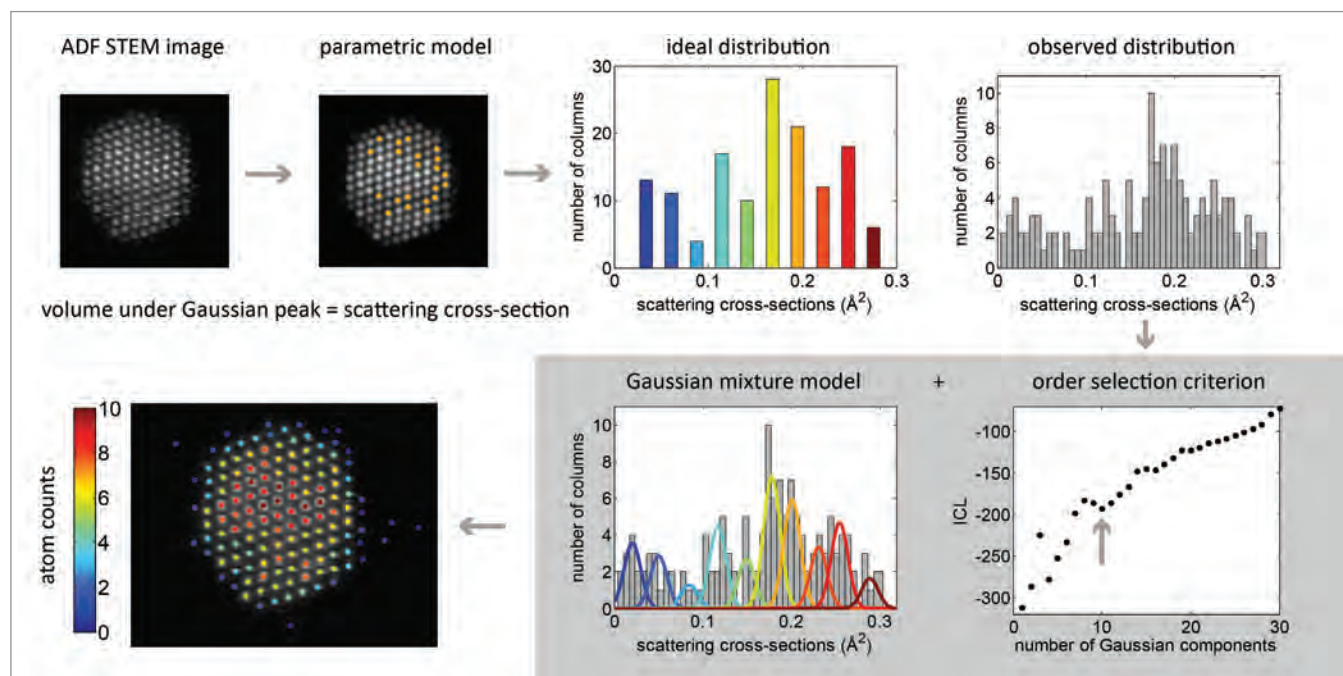 ADF STEM image
parametric model
ideal distribution
observed distribution
30
20
10
0
number of columns
0
0.1
0.2
0.3
scattering cross-sections (Å²)
10
8
6
4
2
0
number of columns
0
0.1
0.2
0.3
scattering cross-sections (Å²)
volume under Gaussian peak = scattering cross-section
Gaussian mixture model
+
order selection criterion
10
8
6
4
2
0
atom counts
10
8
6
4
2
0
number of columns
0
0.1
0.2
0.3
scattering cross-sections (Å²)
-100
-150
-200
-250
-300
ICL
0
10
20
30
number of Gaussian components